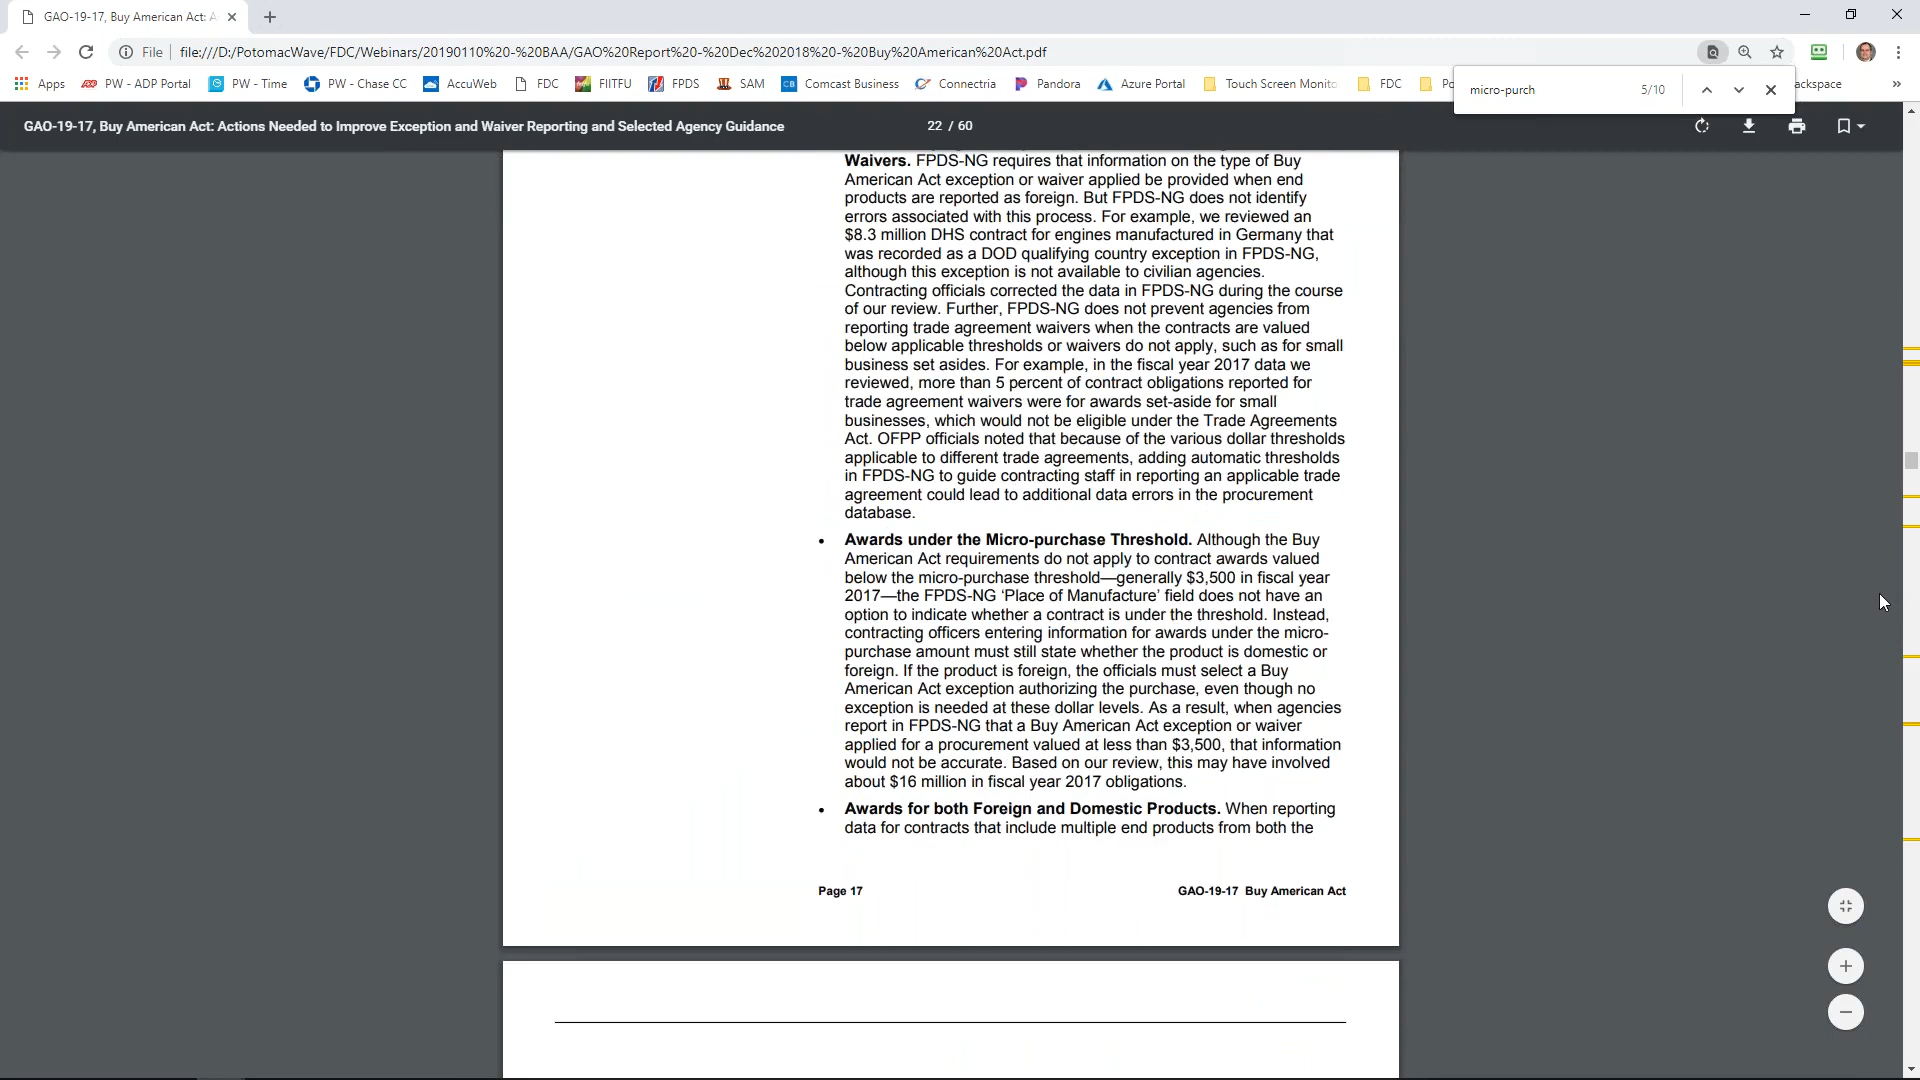 GAO-19-17, Buy American Act: A
File
file:///D:/PotomacWave/FDC/Webinars/20190110%20-%20BAA/GAO%20Report%20-%20Dec%202018%20-%20Buy%20American%20Act.pdf
Apps
PW - ADP Portal
PW - Time
PW - Chase CC
AccuWeb
FDC
FIITFU
FPDS
SAM
Comcast Business
Connectria
Pandora
Azure Portal
Touch Screen Monito
FDC
ackspace
micro-purch
5/10
GAO-19-17, Buy American Act: Actions Needed to Improve Exception and Waiver Reporting and Selected Agency Guidance
22 / 60
Waivers. FPDS-NG requires that information on the type of Buy
American Act exception or waiver applied be provided when end
products are reported as foreign. But FPDS-NG does not identify
errors associated with this process. For example, we reviewed an
$8.3 million DHS contract for engines manufactured in Germany that
was recorded as a DOD qualifying country exception in FPDS-NG,
although this exception is not available to civilian agencies.
Contracting officials corrected the data in FPDS-NG during the course
of our review. Further, FPDS-NG does not prevent agencies from
reporting trade agreement waivers when the contracts are valued
below applicable thresholds or waivers do not apply, such as for small
business set asides. For example, in the fiscal year 2017 data we
reviewed, more than 5 percent of contract obligations reported for
trade agreement waivers were for awards set-aside for small
businesses, which would not be eligible under the Trade Agreements
Act. OFPP officials noted that because of the various dollar thresholds
applicable to different trade agreements, adding automatic thresholds
in FPDS-NG to guide contracting staff in reporting an applicable trade
agreement could lead to additional data errors in the procurement
database.
• Awards under the Micro-purchase Threshold. Although the Buy
American Act requirements do not apply to contract awards valued
below the micro-purchase threshold—generally $3,500 in fiscal year
2017—the FPDS-NG ‘Place of Manufacture’ field does not have an
option to indicate whether a contract is under the threshold. Instead,
contracting officers entering information for awards under the micro-
purchase amount must still state whether the product is domestic or
foreign. If the product is foreign, the officials must select a Buy
American Act exception authorizing the purchase, even though no
exception is needed at these dollar levels. As a result, when agencies
report in FPDS-NG that a Buy American Act exception or waiver
applied for a procurement valued at less than $3,500, that information
would not be accurate. Based on our review, this may have involved
about $16 million in fiscal year 2017 obligations.
• Awards for both Foreign and Domestic Products. When reporting
data for contracts that include multiple end products from both the
Page 17
GAO-19-17 Buy American Act